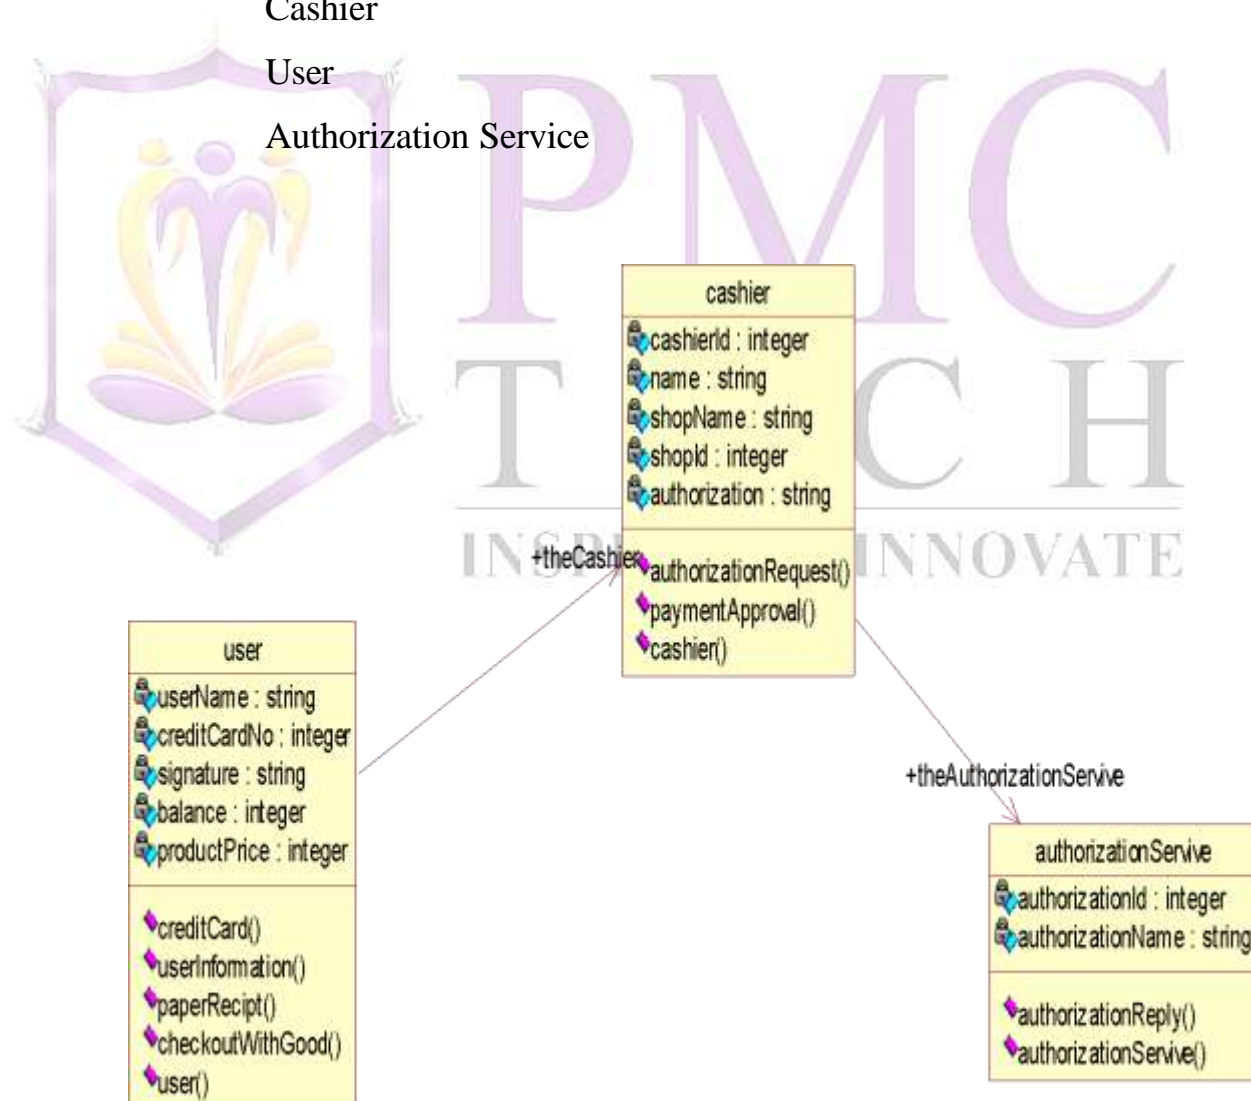 Cashier
User
Authorization Service
PMC
T C H
INSP INNOVATE
cashier
cashierId : integer
name : string
shopName : string
shopId : integer
authorization : string
authorizationRequest()
paymentApproval()
cashier()
+theCashier
user
userName : string
creditCardNo : integer
signature : string
balance : integer
productPrice : integer
creditCard()
userInformation()
paperRecipt()
checkoutWithGood()
user()
+theAuthorizationServive
authorizationServive
authorizationId : integer
authorizationName : string
authorizationReply()
authorizationServive()